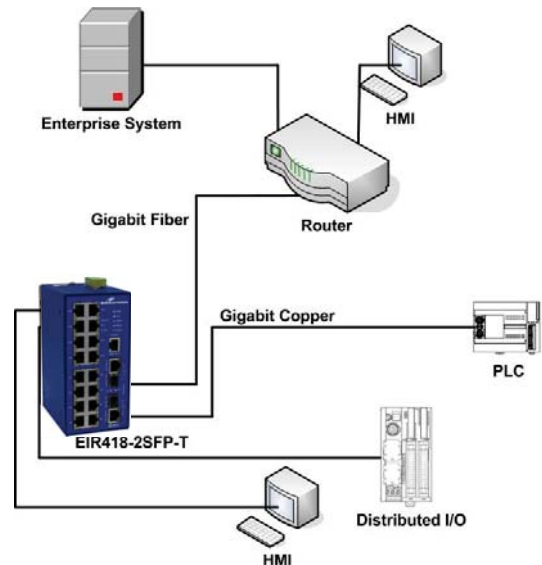 Enterprise System
HMI
Router
Gigabit Fiber
Gigabit Copper
PLC
EIR418-2SFP-T
Distributed I/O
HMI